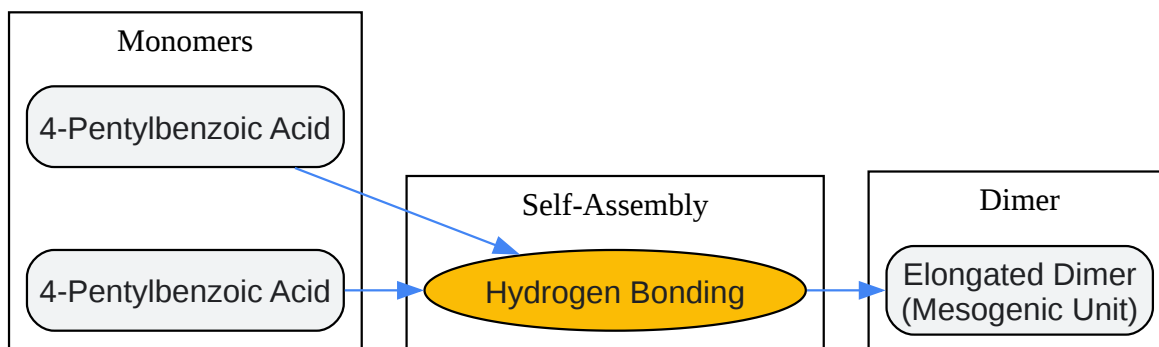 Monomers
4-Pentylbenzoic Acid
4-Pentylbenzoic Acid
Self-Assembly
Hydrogen Bonding
Dimer
Elongated Dimer
(Mesogenic Unit)